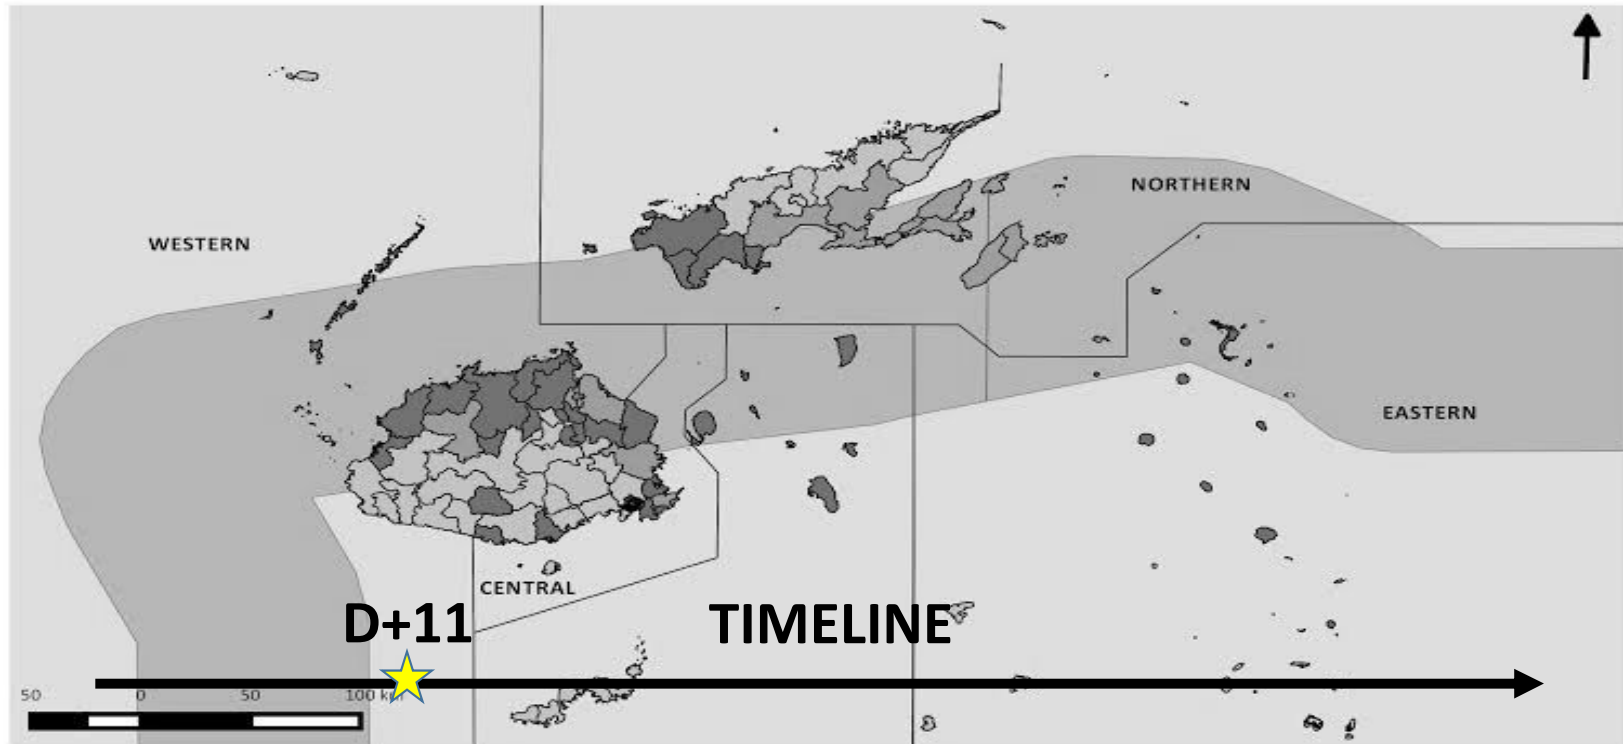 NORTHERN
WESTERN
EASTERN
CENTRAL
D+11
TIMELINE
50 0 50 100 km